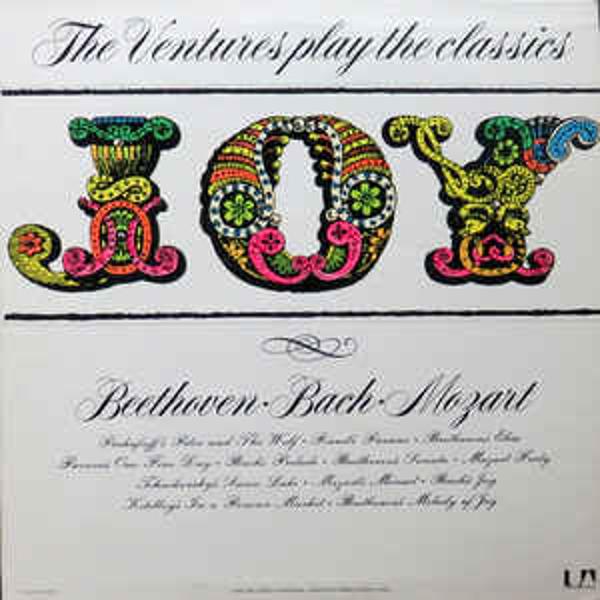 The Ventures play the classics
JOY
Beethoven · Bach · Mozart
Prokofieff's Peter and The Wolf · Ravel's Pavane · Beethoven's Elise
Puccini's One Fine Day · Bach's Prelude · Beethoven's Sonata · Mozart Forty
Tchaikovsky's Swan Lake · Mozart's Minuet · Bach's Joy
Ketelbey's In a Persian Market · Beethoven's Melody of Joy
UA